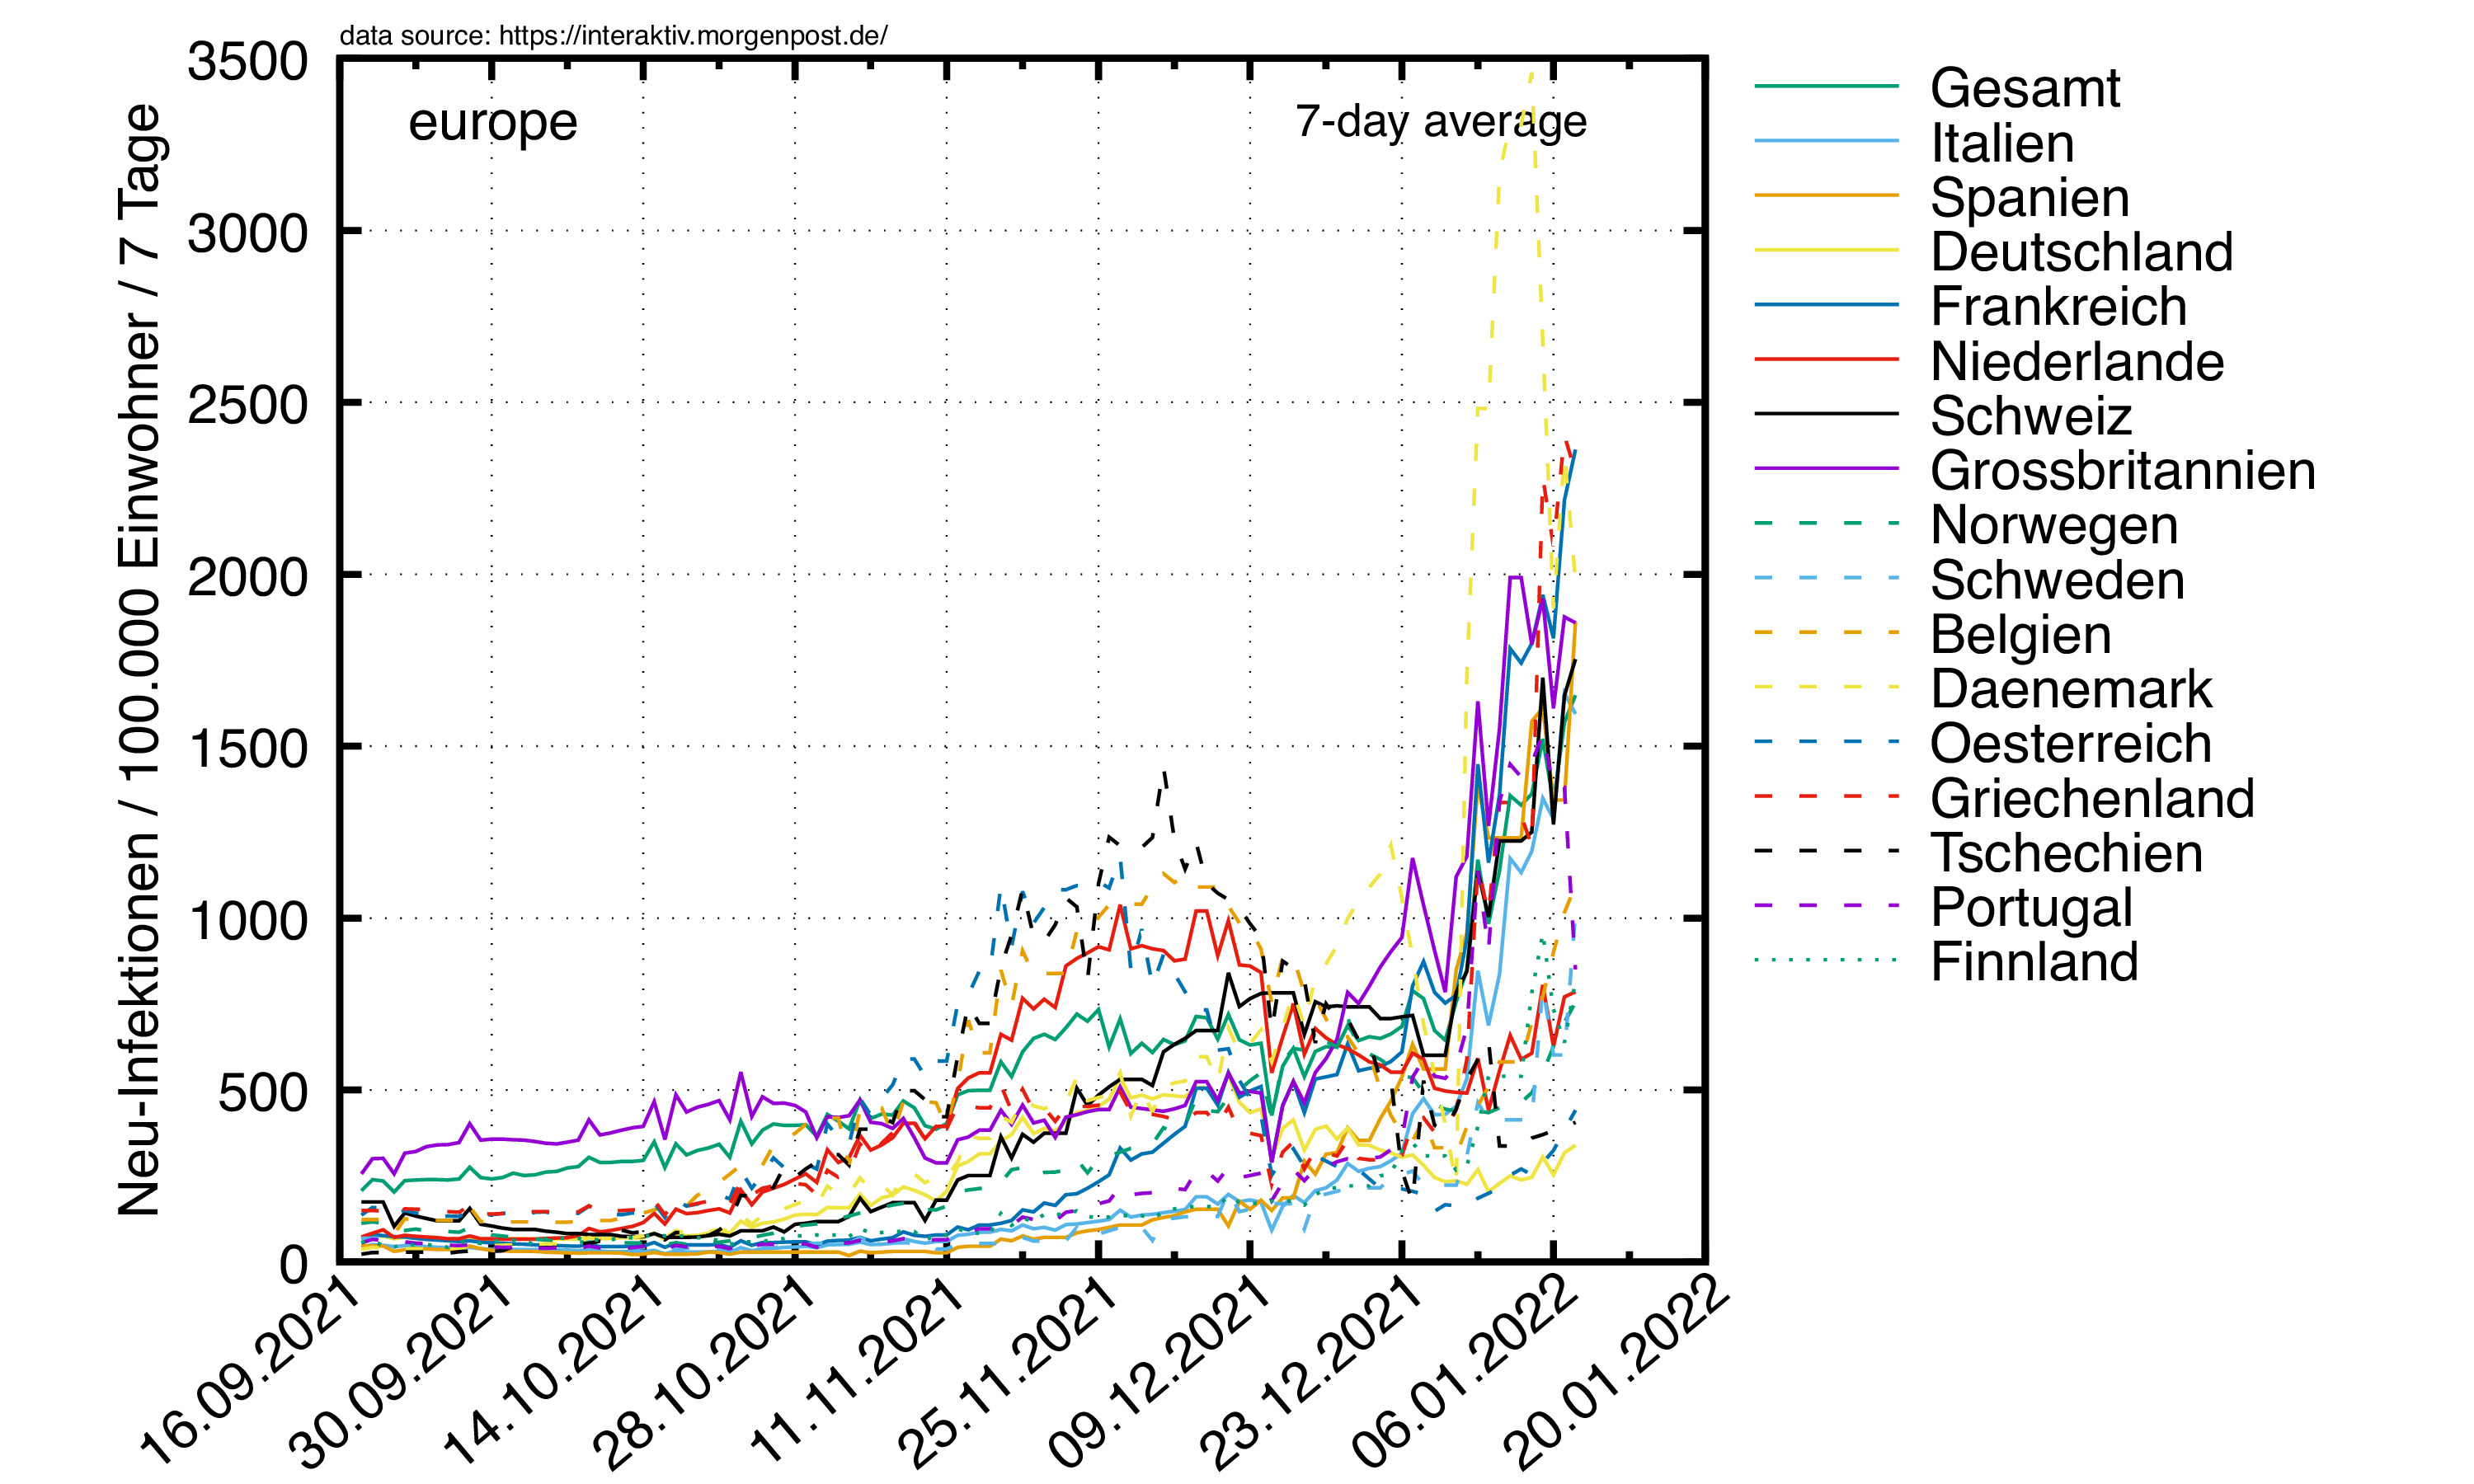 data source: https://interaktiv.morgenpost.de/
europe
7-day average
Neu-Infektionen / 100.000 Einwohner / 7 Tage
3500
3000
2500
2000
1500
1000
500
0
16.09.2021
30.09.2021
14.10.2021
28.10.2021
11.11.2021
25.11.2021
09.12.2021
23.12.2021
06.01.2022
20.01.2022
Gesamt
Italien
Spanien
Deutschland
Frankreich
Niederlande
Schweiz
Grossbritannien
Norwegen
Schweden
Belgien
Daenemark
Oesterreich
Griechenland
Tschechien
Portugal
Finnland